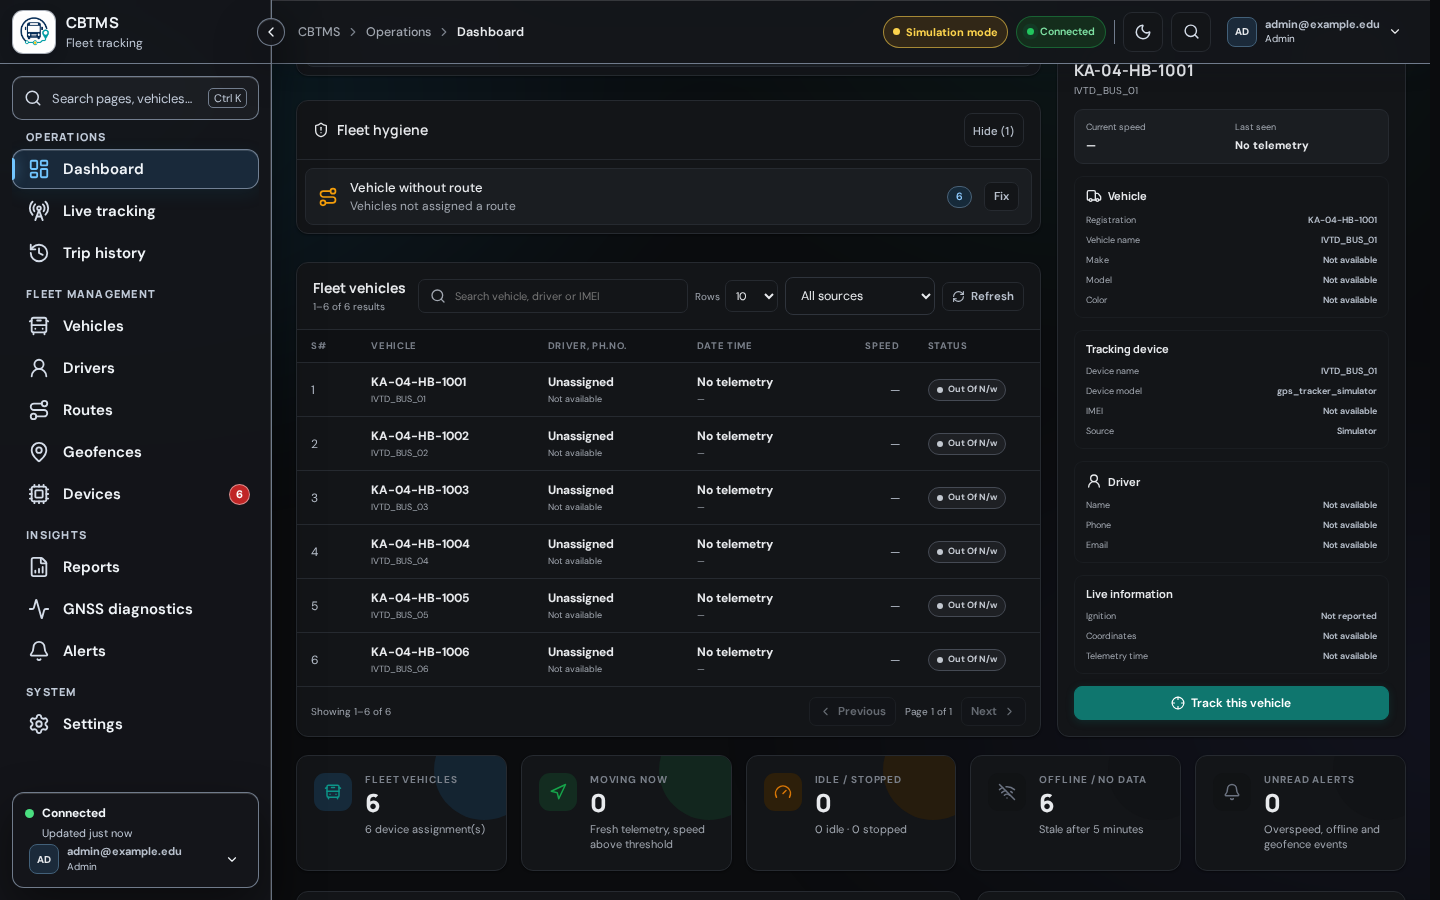 CBTMS
Fleet tracking
Search pages, vehicles... Ctrl K
OPERATIONS
Dashboard
Live tracking
Trip history
FLEET MANAGEMENT
Vehicles
Drivers
Routes
Geofences
Devices 6
INSIGHTS
Reports
GNSS diagnostics
Alerts
SYSTEM
Settings
Connected
Updated just now
AD admin@example.edu
Admin
CBTMS > Operations > Dashboard
Simulation mode
Connected
AD admin@example.edu
Admin
Fleet hygiene
Hide (1)
Vehicle without route
Vehicles not assigned a route
6 Fix
Fleet vehicles
1–6 of 6 results
Search vehicle, driver or IMEI
Rows 10
All sources
Refresh
S# VEHICLE DRIVER, PH.NO. DATE TIME SPEED STATUS
1 KA-04-HB-1001 Unassigned No telemetry — Out Of N/w
IVTD_BUS_01 Not available —
2 KA-04-HB-1002 Unassigned No telemetry — Out Of N/w
IVTD_BUS_02 Not available —
3 KA-04-HB-1003 Unassigned No telemetry — Out Of N/w
IVTD_BUS_03 Not available —
4 KA-04-HB-1004 Unassigned No telemetry — Out Of N/w
IVTD_BUS_04 Not available —
5 KA-04-HB-1005 Unassigned No telemetry — Out Of N/w
IVTD_BUS_05 Not available —
6 KA-04-HB-1006 Unassigned No telemetry — Out Of N/w
IVTD_BUS_06 Not available —
Showing 1–6 of 6
Previous Page 1 of 1 Next
KA-04-HB-1001
IVTD_BUS_01
Current speed Last seen
— No telemetry
Vehicle
Registration KA-04-HB-1001
Vehicle name IVTD_BUS_01
Make Not available
Model Not available
Color Not available
Tracking device
Device name IVTD_BUS_01
Device model gps_tracker_simulator
IMEI Not available
Source Simulator
Driver
Name Not available
Phone Not available
Email Not available
Live information
Ignition Not reported
Coordinates Not available
Telemetry time Not available
Track this vehicle
FLEET VEHICLES
6
6 device assignment(s)
MOVING NOW
0
Fresh telemetry, speed
above threshold
IDLE / STOPPED
0
0 idle · 0 stopped
OFFLINE / NO DATA
6
Stale after 5 minutes
UNREAD ALERTS
0
Overspeed, offline and
geofence events